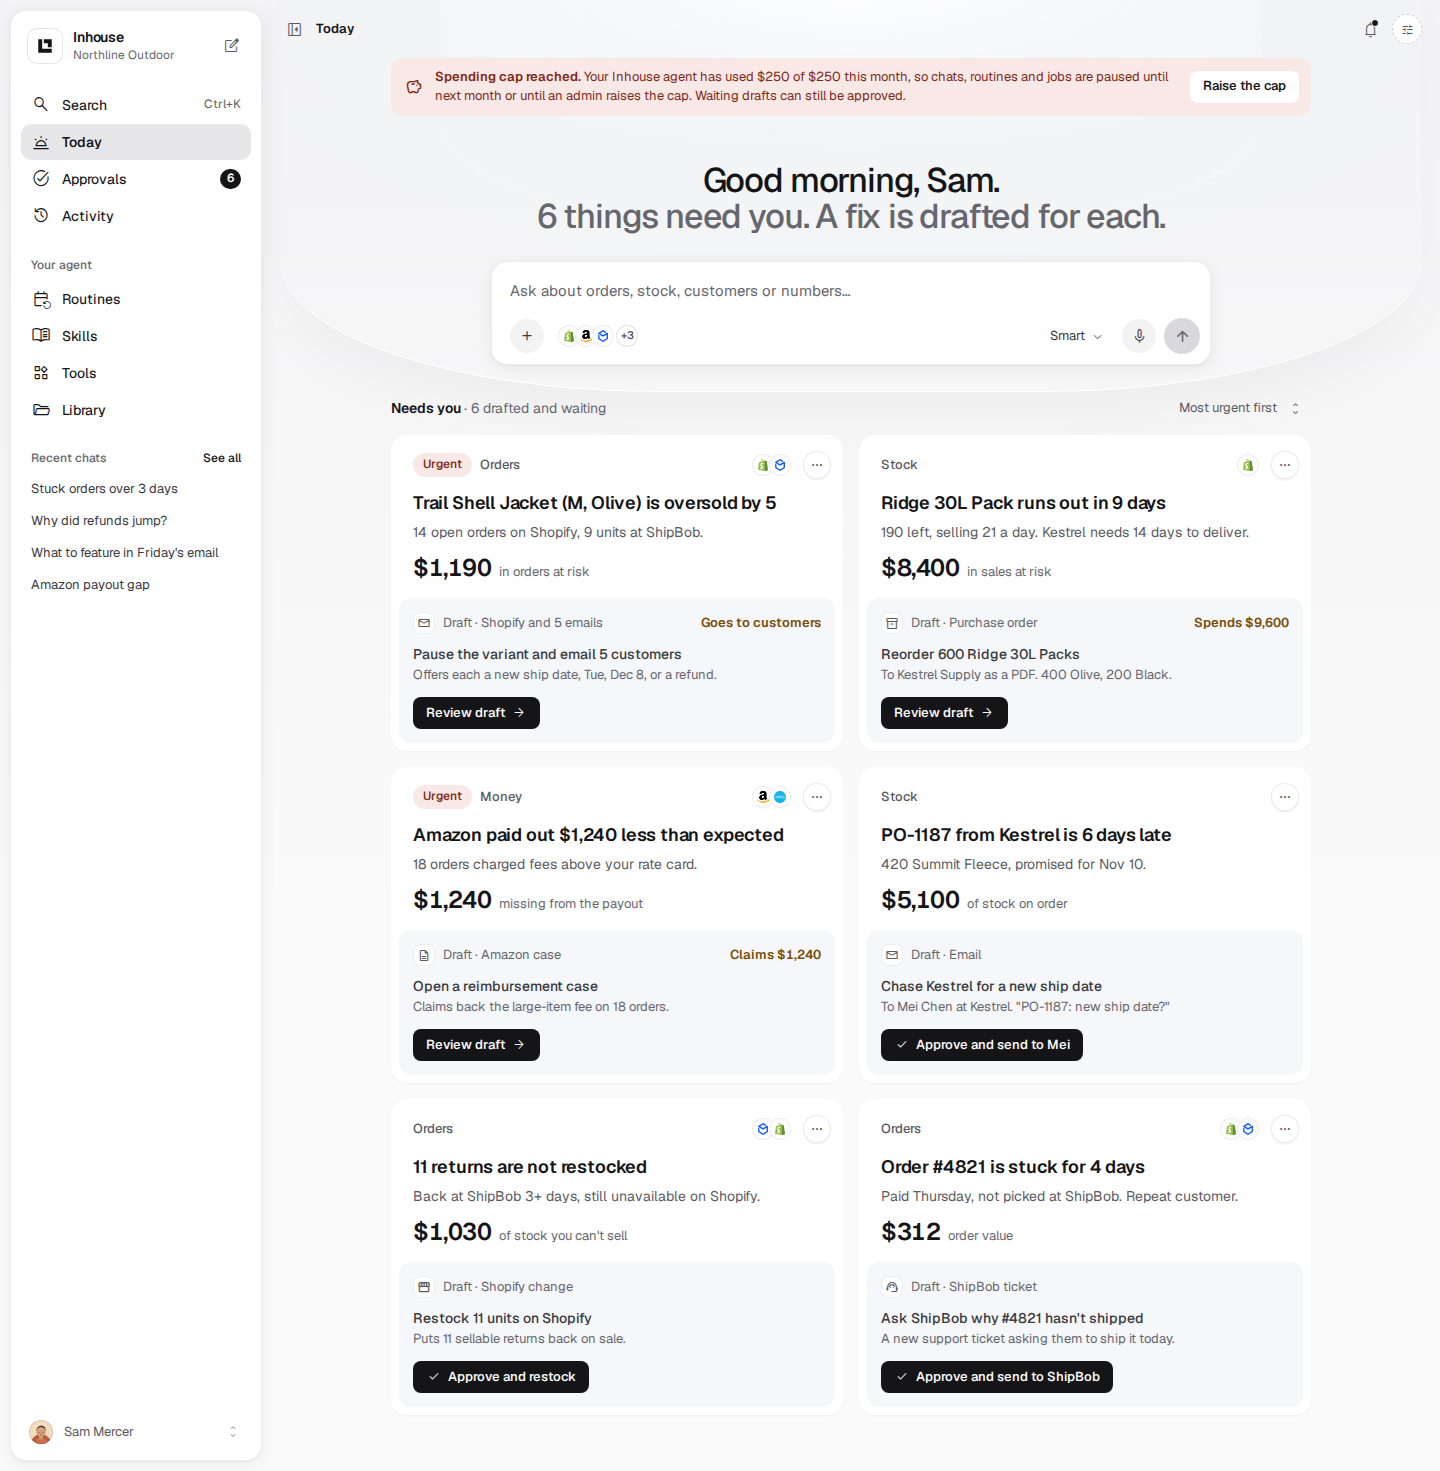 Inhouse
Northline Outdoor
Search Ctrl+K
Today
Approvals 6
Activity
Your agent
Routines
Skills
Tools
Library
Recent chats See all
Stuck orders over 3 days
Why did refunds jump?
What to feature in Friday's email
Amazon payout gap
Sam Mercer
Today
Spending cap reached. Your Inhouse agent has used $250 of $250 this month, so chats, routines and jobs are paused until
next month or until an admin raises the cap. Waiting drafts can still be approved.
Raise the cap
Good morning, Sam.
6 things need you. A fix is drafted for each.
Ask about orders, stock, customers or numbers…
+3
Smart
Needs you · 6 drafted and waiting
Most urgent first
Urgent Orders
Trail Shell Jacket (M, Olive) is oversold by 5
14 open orders on Shopify, 9 units at ShipBob.
$1,190 in orders at risk
Draft · Shopify and 5 emails Goes to customers
Pause the variant and email 5 customers
Offers each a new ship date, Tue, Dec 8, or a refund.
Review draft
Stock
Ridge 30L Pack runs out in 9 days
190 left, selling 21 a day. Kestrel needs 14 days to deliver.
$8,400 in sales at risk
Draft · Purchase order Spends $9,600
Reorder 600 Ridge 30L Packs
To Kestrel Supply as a PDF. 400 Olive, 200 Black.
Review draft
Urgent Money
Amazon paid out $1,240 less than expected
18 orders charged fees above your rate card.
$1,240 missing from the payout
Draft · Amazon case Claims $1,240
Open a reimbursement case
Claims back the large-item fee on 18 orders.
Review draft
Stock
PO-1187 from Kestrel is 6 days late
420 Summit Fleece, promised for Nov 10.
$5,100 of stock on order
Draft · Email
Chase Kestrel for a new ship date
To Mei Chen at Kestrel. "PO-1187: new ship date?"
Approve and send to Mei
Orders
11 returns are not restocked
Back at ShipBob 3+ days, still unavailable on Shopify.
$1,030 of stock you can't sell
Draft · Shopify change
Restock 11 units on Shopify
Puts 11 sellable returns back on sale.
Approve and restock
Orders
Order #4821 is stuck for 4 days
Paid Thursday, not picked at ShipBob. Repeat customer.
$312 order value
Draft · ShipBob ticket
Ask ShipBob why #4821 hasn't shipped
A new support ticket asking them to ship it today.
Approve and send to ShipBob